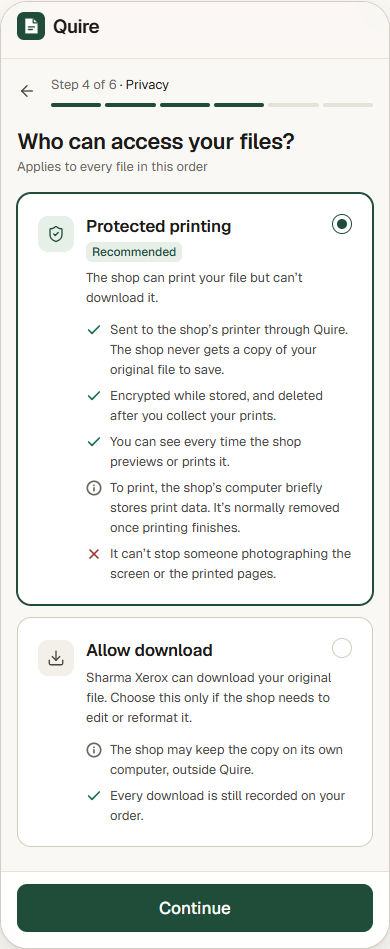 Quire
Step 4 of 6 · Privacy
Who can access your files?
Applies to every file in this order
Protected printing
Recommended
The shop can print your file but can’t
download it.
Sent to the shop’s printer through Quire.
The shop never gets a copy of your
original file to save.
Encrypted while stored, and deleted
after you collect your prints.
You can see every time the shop
previews or prints it.
To print, the shop’s computer briefly
stores print data. It’s normally removed
once printing finishes.
It can’t stop someone photographing the
screen or the printed pages.
Allow download
Sharma Xerox can download your original
file. Choose this only if the shop needs to
edit or reformat it.
The shop may keep the copy on its own
computer, outside Quire.
Every download is still recorded on your
order.
Continue